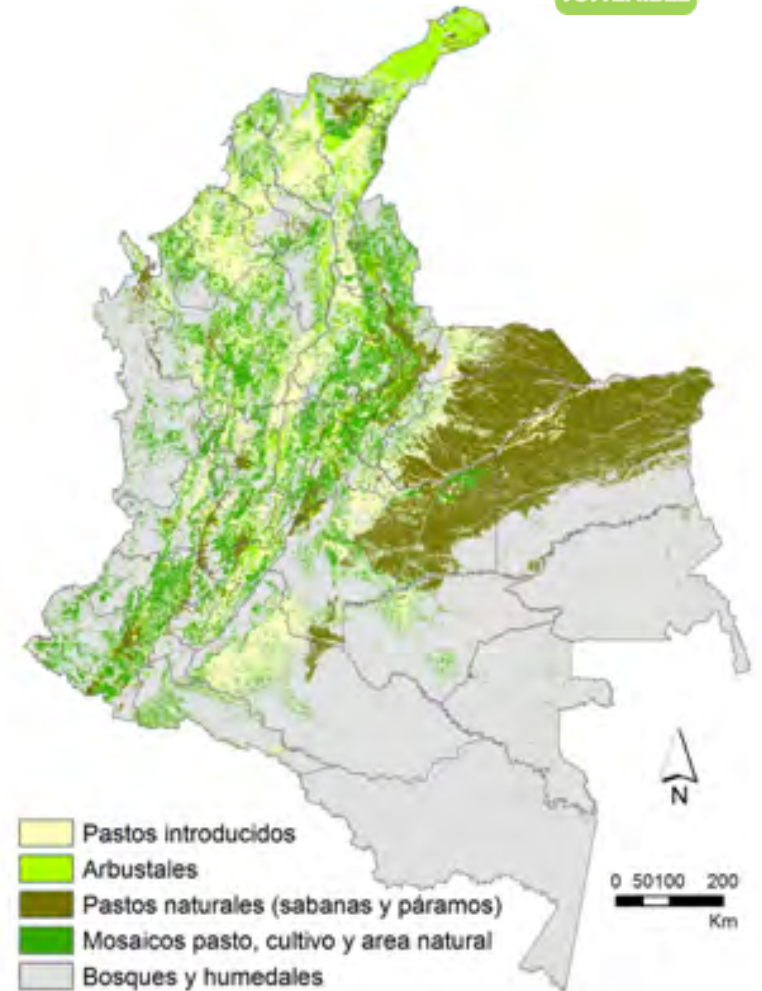 N
Pastos introducidos
Arbustales
Pastos naturales (sabanas y páramos)
Mosaicos pasto, cultivo y area natural
Bosques y humedales
0 50100 200
Km